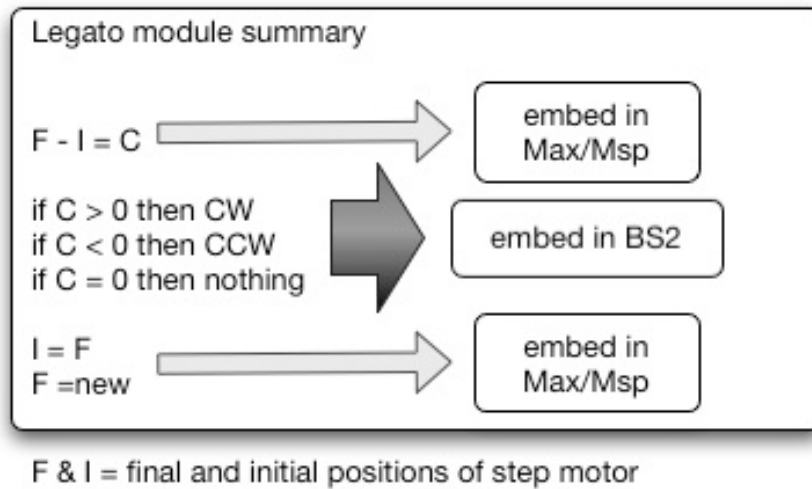 Legato module summary
F - I = C
embed in
Max/Msp
if C > 0 then CW
if C < 0 then CCW
if C = 0 then nothing
embed in BS2
I = F
F =new
embed in
Max/Msp
F & I = final and initial positions of step motor